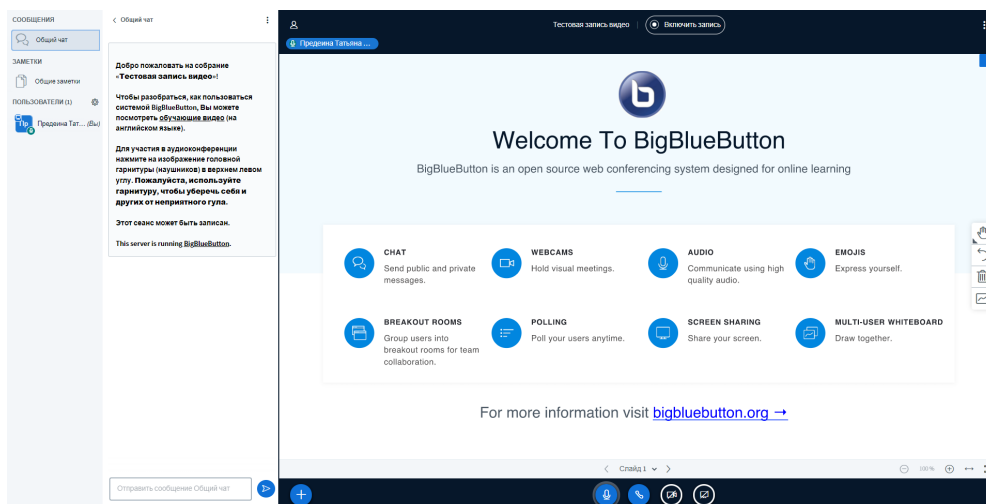 СООБЩЕНИЯ
Общий чат
ЗАМЕТКИ
Общие заметки
ПОЛЬЗОВАТЕЛИ (1)
Пр
Предеина Тат... (Вы)
Общий чат
Добро пожаловать на собрание
«Тестовая запись видео»!
Чтобы разобраться, как пользоваться
системой BigBlueButton, Вы можете
посмотреть обучающие видео (на
английском языке).
Для участия в аудиоконференции
нажмите на изображение головной
гарнитуры (наушников) в верхнем левом
углу. Пожалуйста, используйте
гарнитуру, чтобы уберечь себя и
других от неприятного гула.
Этот сеанс может быть записан.
This server is running BigBlueButton.
Отправить сообщение Общий чат
Тестовая запись видео
Включить запись
Предеина Татьяна ...
b
Welcome To BigBlueButton
BigBlueButton is an open source web conferencing system designed for online learning
CHAT
Send public and private
messages.
WEBCAMS
Hold visual meetings.
AUDIO
Communicate using high
quality audio.
EMOJIS
Express yourself.
BREAKOUT ROOMS
Group users into
breakout rooms for team
collaboration.
POLLING
Poll your users anytime.
SCREEN SHARING
Share your screen.
MULTI-USER WHITEBOARD
Draw together.
For more information visit bigbluebutton.org →
Слайд 1
100 %